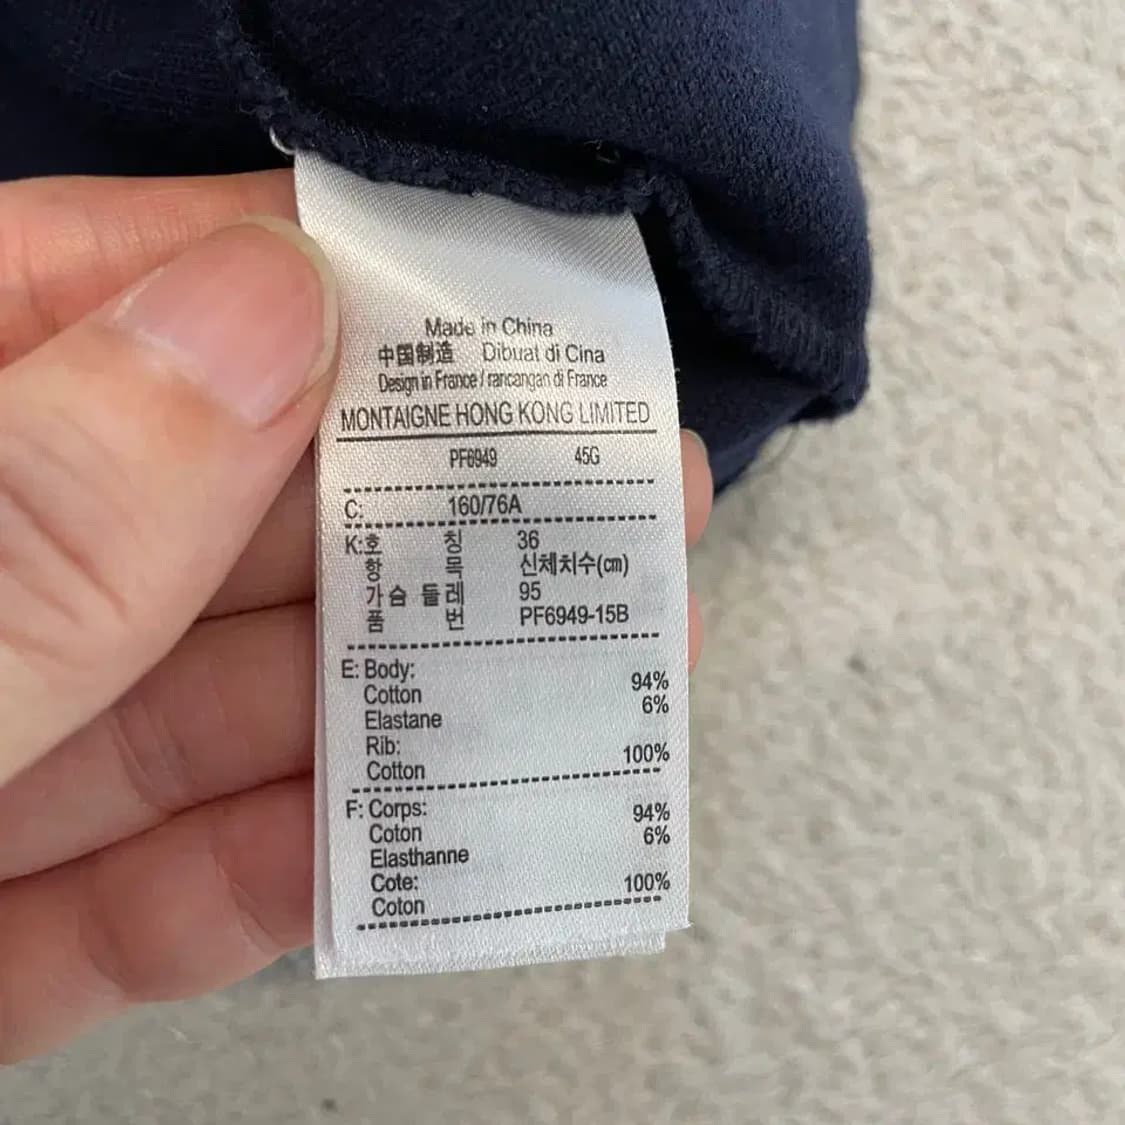 Made in China
中国制造 Dibuat di Cina
Design in France / rancangan di France
MONTAIGNE HONG KONG LIMITED
PF6949 45G
C: 160/76A
K:호 칭 36
항 목 신체치수(cm)
가슴 둘레 95
품 번 PF6949-15B
E: Body:
Cotton 94%
Elastane 6%
Rib:
Cotton 100%
F: Corps:
Coton 94%
Elasthanne 6%
Cote:
Coton 100%